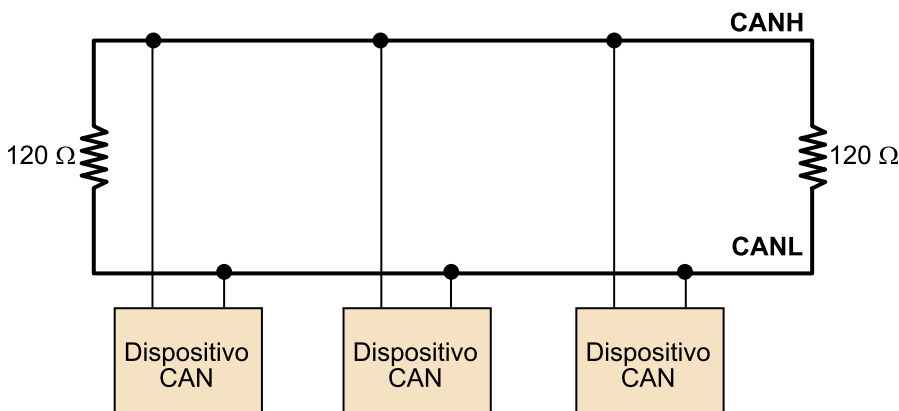 CANH
120 Ω
120 Ω
CANL
Dispositivo
CAN
Dispositivo
CAN
Dispositivo
CAN